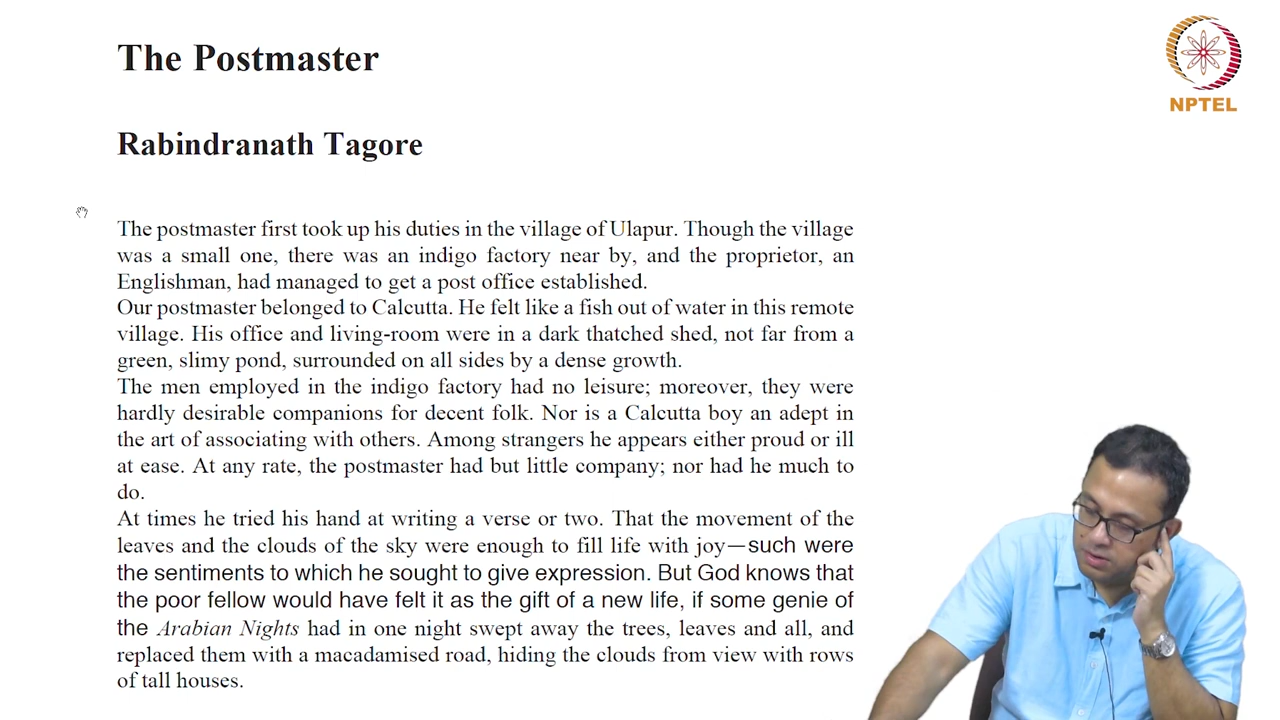 The Postmaster
NPTEL
Rabindranath Tagore
The postmaster first took up his duties in the village of Ulapur. Though the village
was a small one, there was an indigo factory near by, and the proprietor, an
Englishman, had managed to get a post office established.
Our postmaster belonged to Calcutta. He felt like a fish out of water in this remote
village. His office and living-room were in a dark thatched shed, not far from a
green, slimy pond, surrounded on all sides by a dense growth.
The men employed in the indigo factory had no leisure; moreover, they were
hardly desirable companions for decent folk. Nor is a Calcutta boy an adept in
the art of associating with others. Among strangers he appears either proud or ill
at ease. At any rate, the postmaster had but little company; nor had he much to
do.
At times he tried his hand at writing a verse or two. That the movement of the
leaves and the clouds of the sky were enough to fill life with joy—such were
the sentiments to which he sought to give expression. But God knows that
the poor fellow would have felt it as the gift of a new life, if some genie of
the Arabian Nights had in one night swept away the trees, leaves and all, and
replaced them with a macadamised road, hiding the clouds from view with rows
of tall houses.